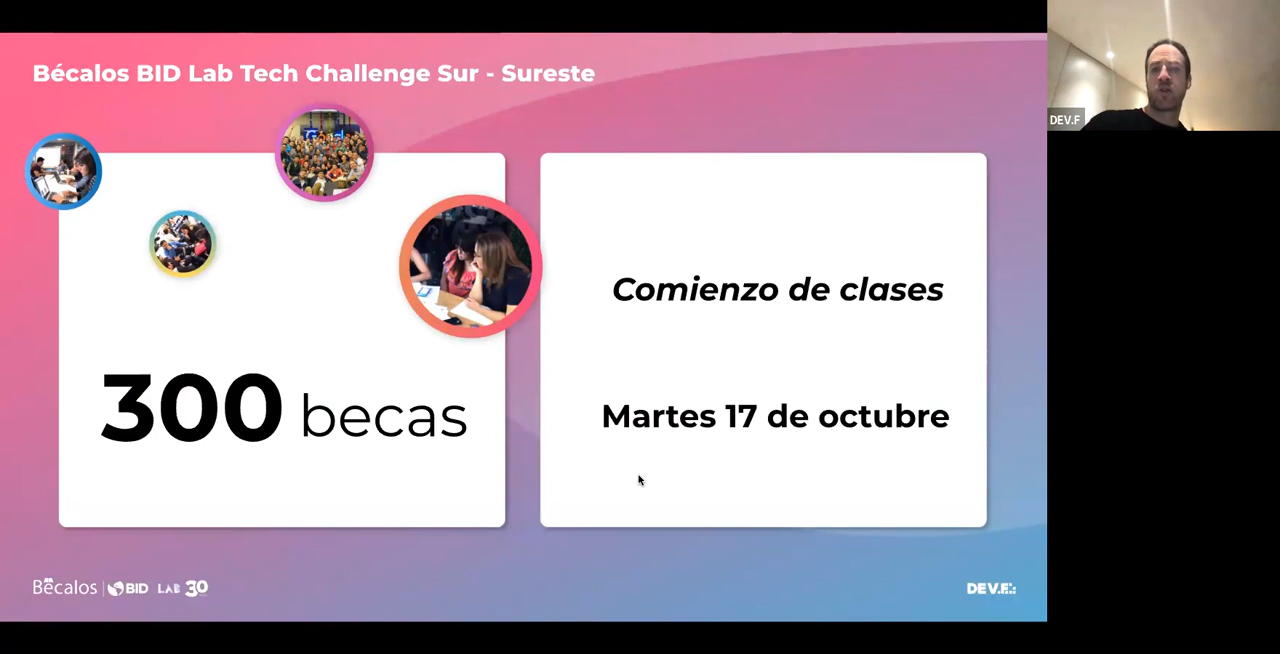 Bécalos BID Lab Tech Challenge Sur - Sureste
300 becas
Comienzo de clases
Martes 17 de octubre
Bécalos | BID LAB 30
DEV.F:
DEV.F